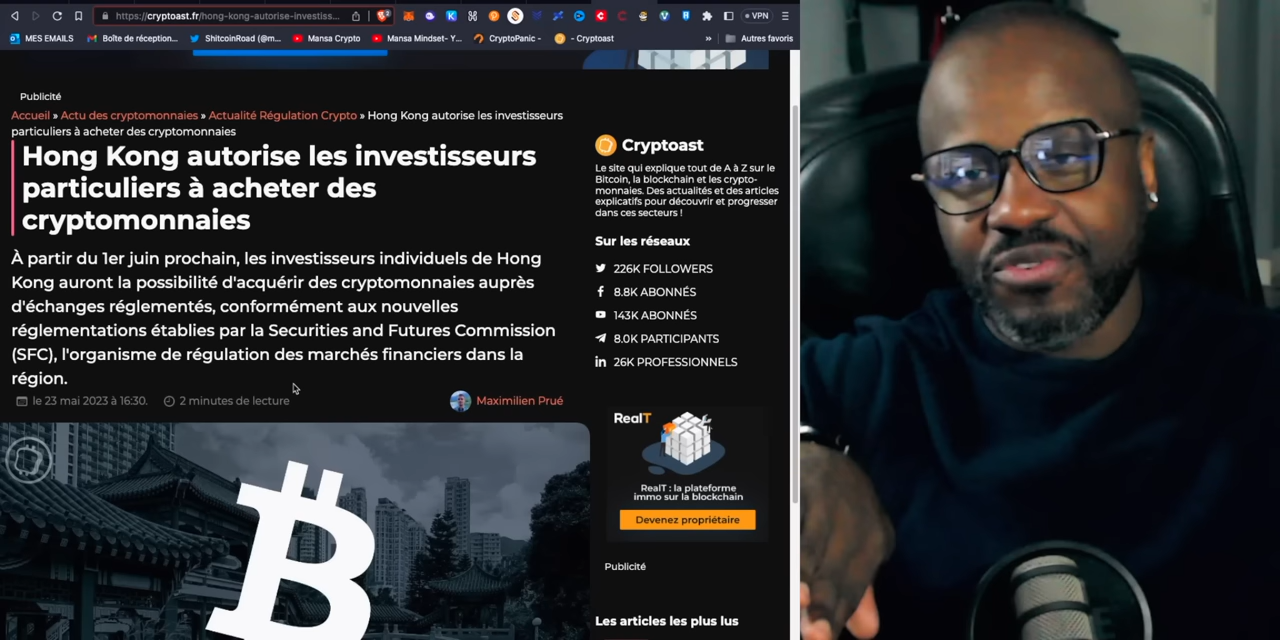 https://cryptoast.fr/hong-kong-autorise-investiss...
VPN
MES EMAILS
Boîte de réception...
ShitcoinRoad (@m...
Mansa Crypto
Mansa Mindset- Y...
CryptoPanic -
- Cryptoast
»
Autres favoris
Publicité
Accueil » Actu des cryptomonnaies » Actualité Régulation Crypto » Hong Kong autorise les investisseurs
particuliers à acheter des cryptomonnaies
Hong Kong autorise les investisseurs
particuliers à acheter des
cryptomonnaies
À partir du 1er juin prochain, les investisseurs individuels de Hong
Kong auront la possibilité d'acquérir des cryptomonnaies auprès
d'échanges réglementés, conformément aux nouvelles
réglementations établies par la Securities and Futures Commission
(SFC), l'organisme de régulation des marchés financiers dans la
région.
le 23 mai 2023 à 16:30.
2 minutes de lecture
Maximilien Prué
Cryptoast
Le site qui explique tout de A à Z sur le
Bitcoin, la blockchain et les crypto-
monnaies. Des actualités et des articles
explicatifs pour découvrir et progresser
dans ces secteurs !
Sur les réseaux
226K FOLLOWERS
8.8K ABONNÉS
143K ABONNÉS
8.0K PARTICIPANTS
26K PROFESSIONNELS
RealT
RealT : la plateforme
immo sur la blockchain
Devenez propriétaire
Publicité
Les articles les plus lus